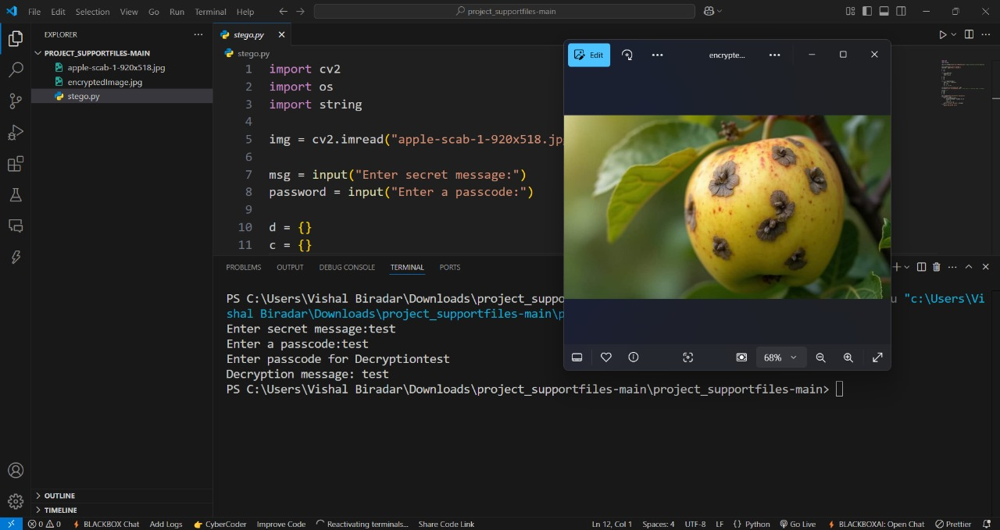 File Edit Selection View Go Run Terminal Help
project_supportfiles-main
EXPLORER
PROJECT_SUPPORTFILES-MAIN
apple-scab-1-920x518.jpg
encryptedImage.jpg
stego.py
OUTLINE
TIMELINE
stego.py
stego.py
1 import cv2
2 import os
3 import string
4
5 img = cv2.imread("apple-scab-1-920x518.jp
6
7 msg = input("Enter secret message:")
8 password = input("Enter a passcode:")
9
10 d = {}
11 c = {}
Edit encrypte...
68%
PROBLEMS OUTPUT DEBUG CONSOLE TERMINAL PORTS
PS C:\Users\Vishal Biradar\Downloads\project_suppo u "c:\Users\Vi
shal Biradar\Downloads\project_supportfiles-main\p
Enter secret message:test
Enter a passcode:test
Enter passcode for Decryptiontest
Decryption message: test
PS C:\Users\Vishal Biradar\Downloads\project_supportfiles-main\project_supportfiles-main>
0 0 BLACKBOX Chat Add Logs CyberCoder Improve Code Reactivating terminals... Share Code Link Ln 12, Col 1 Spaces: 4 UTF-8 LF {} Python Go Live BLACKBOXAI: Open Chat Prettier